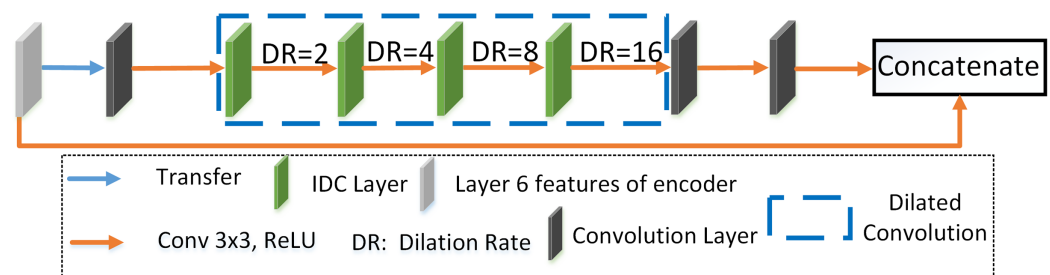 DR=2 DR=4 DR=8 DR=16
Concatenate
Transfer IDC Layer Layer 6 features of encoder
Conv 3x3, ReLU DR: Dilation Rate Convolution Layer
Dilated
Convolution